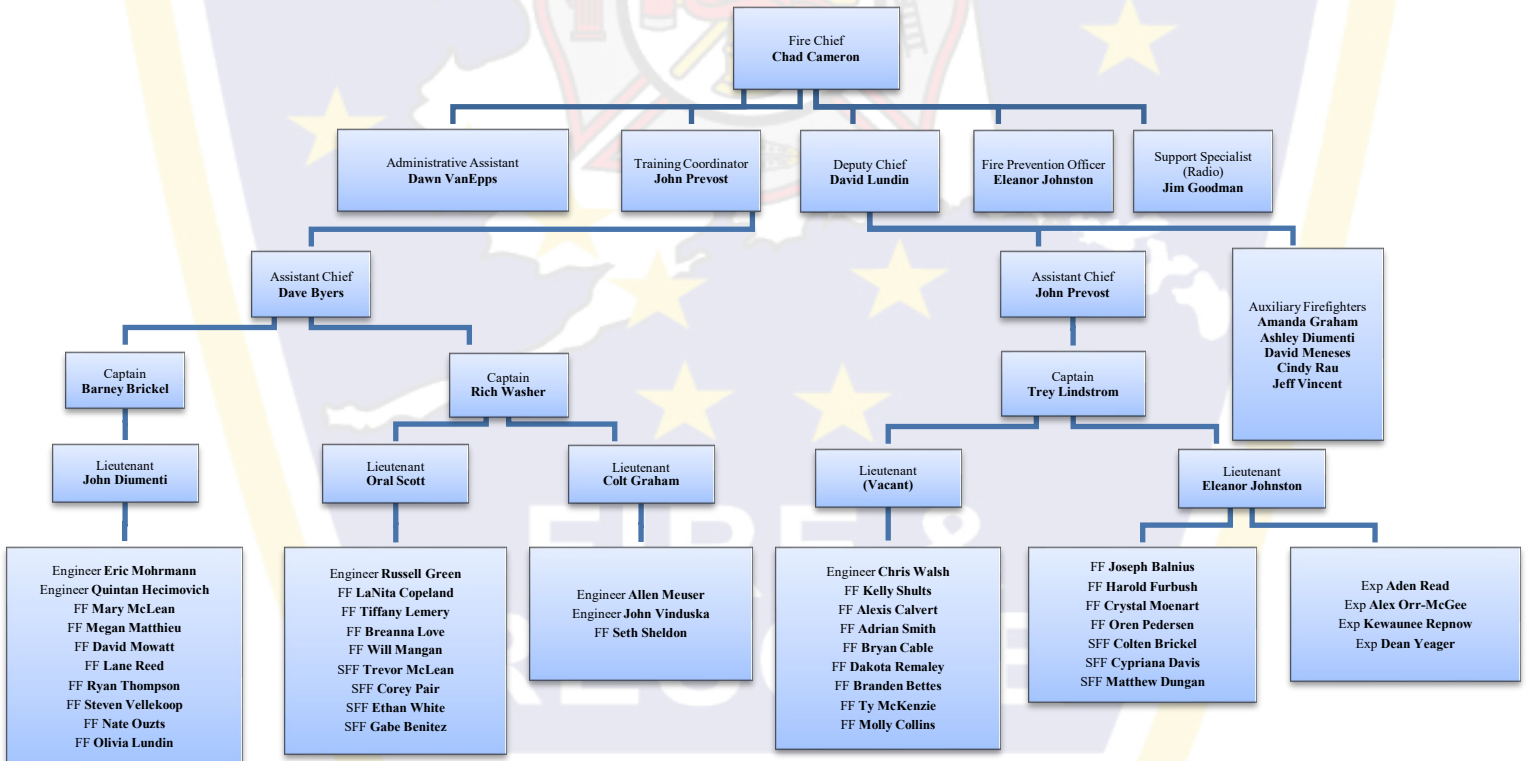 Fire Chief
Chad Cameron
Administrative Assistant
Dawn VanEpps
Training Coordinator
John Prevost
Deputy Chief
David Lundin
Fire Prevention Officer
Eleanor Johnston
Support Specialist
(Radio)
Jim Goodman
Assistant Chief
Dave Byers
Assistant Chief
John Prevost
Auxiliary Firefighters
Amanda Graham
Ashley Diumenti
David Meneses
Cindy Rau
Jeff Vincent
Captain
Barney Brickel
Captain
Rich Washer
Captain
Trey Lindstrom
Lieutenant
John Diumenti
Lieutenant
Oral Scott
Lieutenant
Colt Graham
Lieutenant
(Vacant)
Lieutenant
Eleanor Johnston
Engineer Eric Mohrmann
Engineer Quintan Hecimovich
FF Mary McLean
FF Megan Matthieu
FF David Mowatt
FF Lane Reed
FF Ryan Thompson
FF Steven Vellekoop
FF Nate Ouzts
FF Olivia Lundin
Engineer Russell Green
FF LaNita Copeland
FF Tiffany Lemery
FF Breanna Love
FF Will Mangan
SFF Trevor McLean
SFF Corey Pair
SFF Ethan White
SFF Gabe Benitez
Engineer Allen Meuser
Engineer John Vinduska
FF Seth Sheldon
Engineer Chris Walsh
FF Kelly Shults
FF Alexis Calvert
FF Adrian Smith
FF Bryan Cable
FF Dakota Remaley
FF Branden Bettes
FF Ty McKenzie
FF Molly Collins
FF Joseph Balnius
FF Harold Furbush
FF Crystal Moenart
FF Oren Pedersen
SFF Colten Brickel
SFF Cypriana Davis
SFF Matthew Dungan
Exp Aden Read
Exp Alex Orr-McGee
Exp Kewaunee Repnow
Exp Dean Yeager
FIRE &